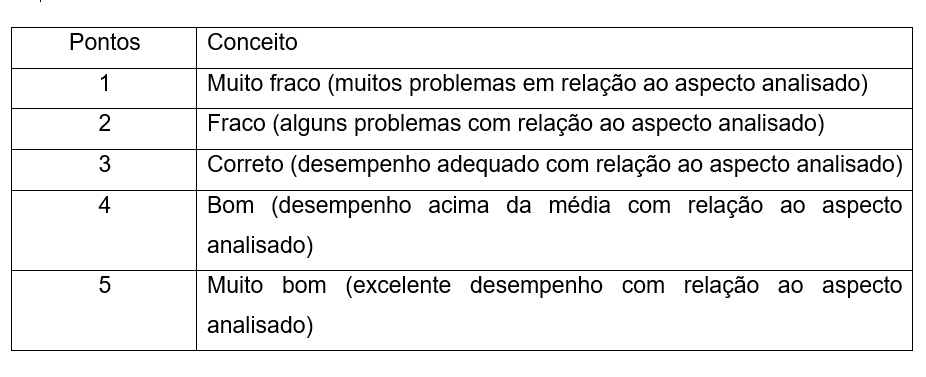 Pontos Conceito
1 Muito fraco (muitos problemas em relação ao aspecto analisado)
2 Fraco (alguns problemas com relação ao aspecto analisado)
3 Correto (desempenho adequado com relação ao aspecto analisado)
4 Bom (desempenho acima da média com relação ao aspecto
analisado)
5 Muito bom (excelente desempenho com relação ao aspecto
analisado)